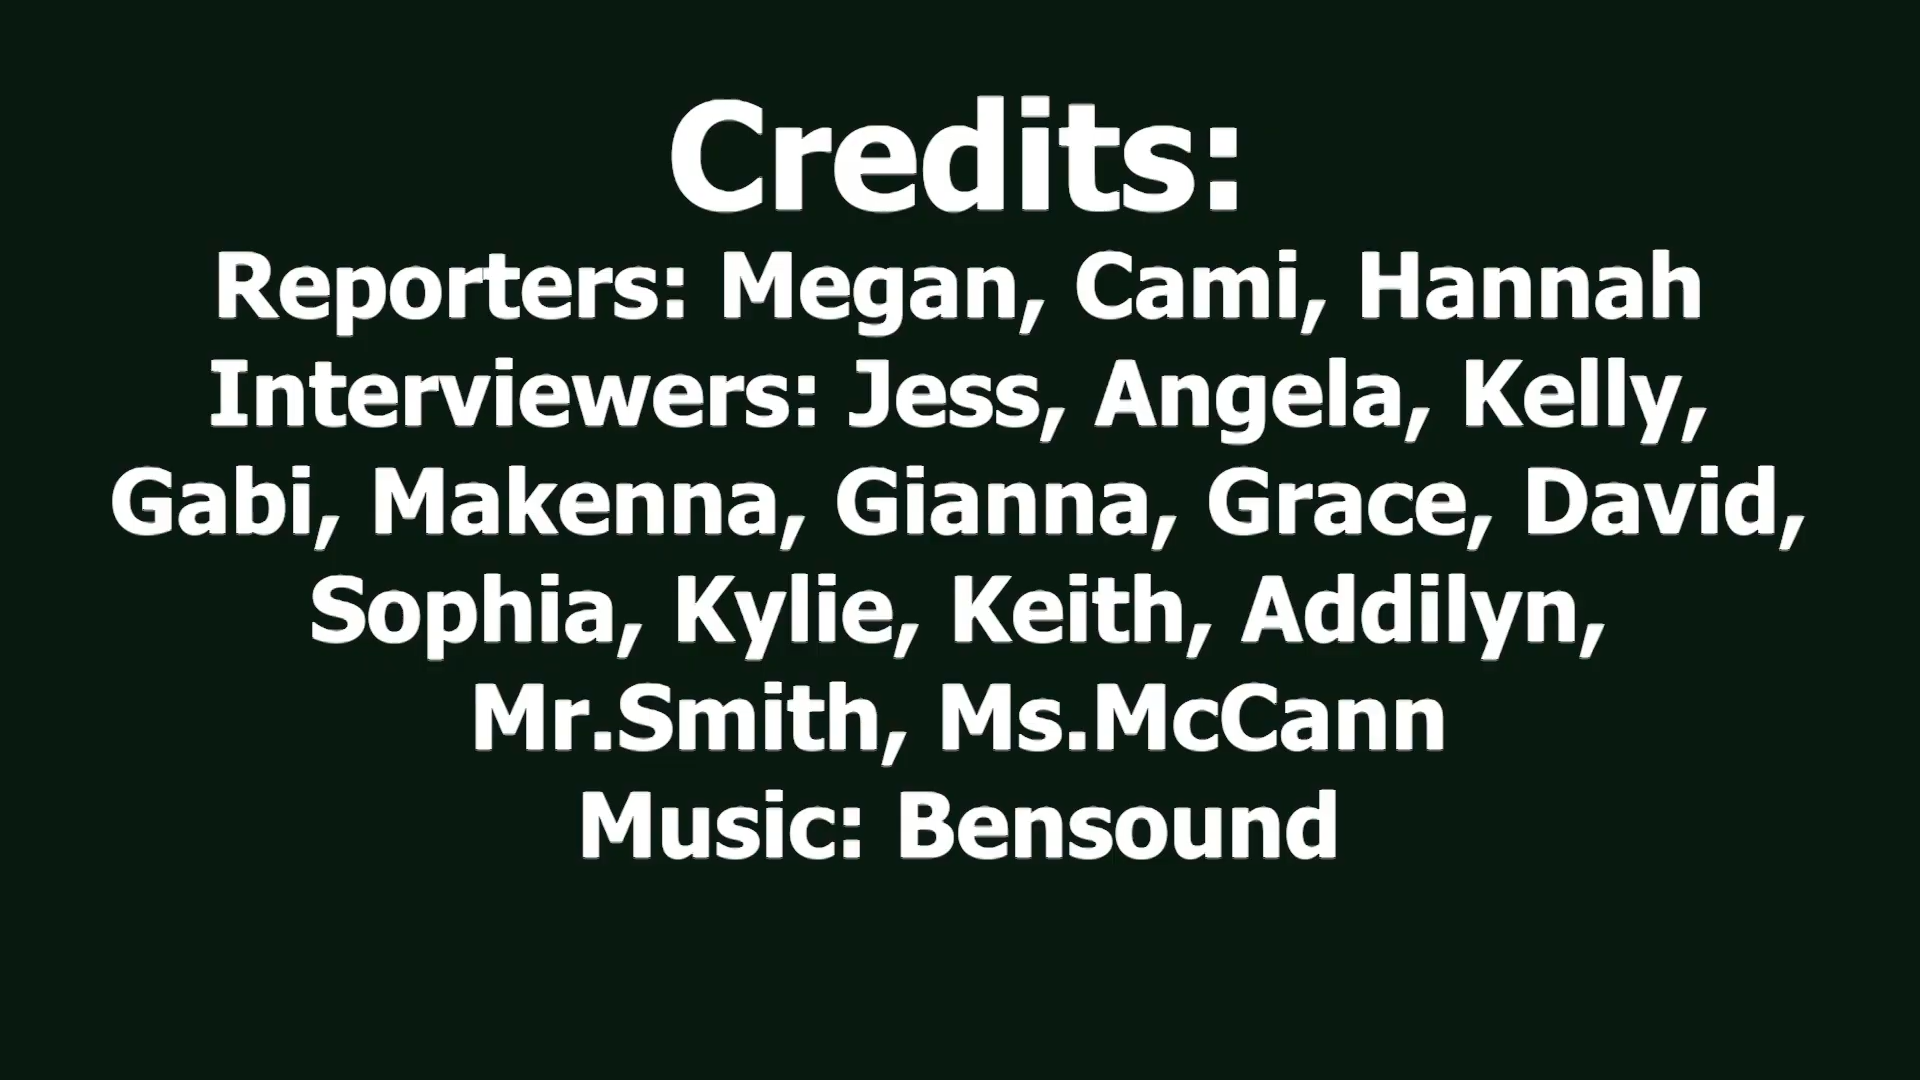 Credits:
Reporters: Megan, Cami, Hannah
Interviewers: Jess, Angela, Kelly,
Gabi, Makenna, Gianna, Grace, David,
Sophia, Kylie, Keith, Addilyn,
Mr.Smith, Ms.McCann
Music: Bensound